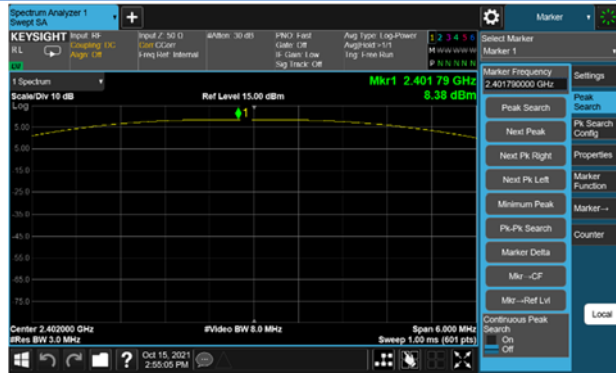 Spectrum Analyzer 1
Swept SA
Marker
KEYSIGHT
RL
Input: RF
Coupling: DC
Align: Off
Input Z: 50 Ω
Corr CCorr
Freq Ref: Internal
#Atten: 30 dB
PNO: Fast
Gate: Off
IF Gain: Low
Sig Track: Off
Avg Type: Log-Power
Avg|Hold:>1/1
Trig: Free Run
1 2 3 4 5 6
M W W W W W
P N N N N N
Select Marker
Marker 1
1 Spectrum
Scale/Div 10 dB
Log
Ref Level 15.00 dBm
Mkr1 2.401 79 GHz
8.38 dBm
1
5.00
-5.00
-15.0
-25.0
-35.0
-45.0
-55.0
-65.0
-75.0
Center 2.402000 GHz
#Res BW 3.0 MHz
#Video BW 8.0 MHz
Span 6.000 MHz
Sweep 1.00 ms (601 pts)
Marker Frequency
2.401790000 GHz
Peak Search
Next Peak
Next Pk Right
Next Pk Left
Minimum Peak
Pk-Pk Search
Marker Delta
Mkr→CF
Mkr→Ref Lvl
Continuous Peak
Search
On
Off
Settings
Peak
Search
Pk Search
Config
Properties
Marker
Function
Marker→
Counter
Local
?
Oct 15, 2021
2:55:05 PM